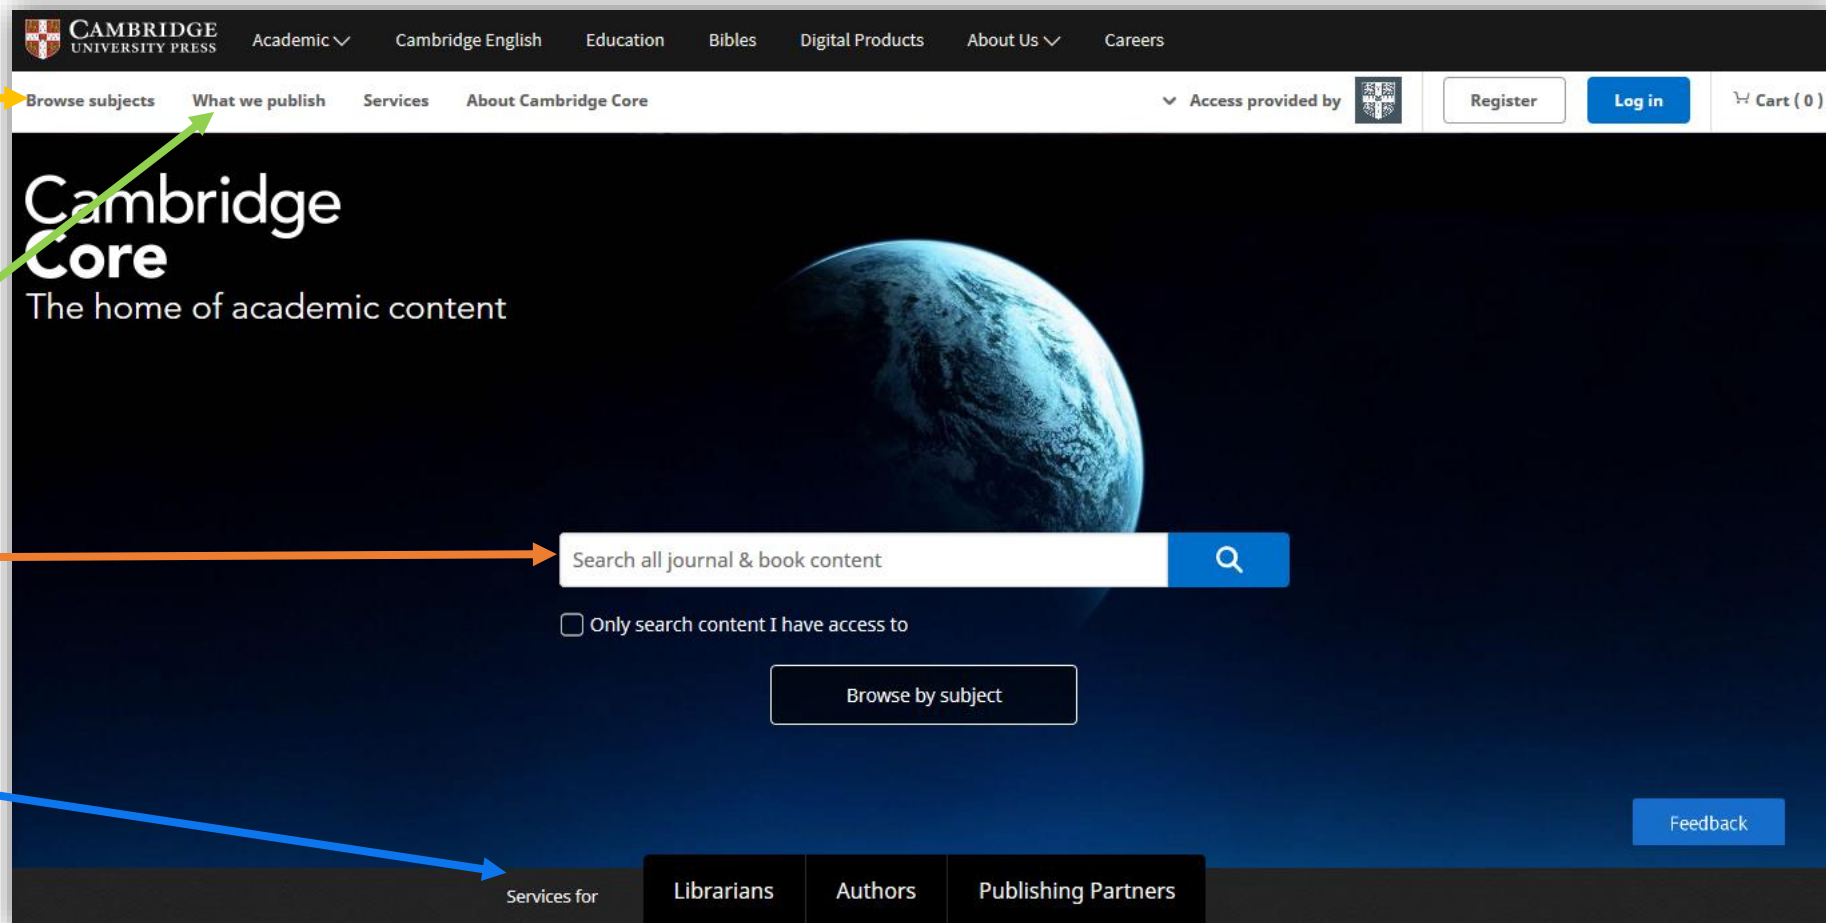 CAMBRIDGE
UNIVERSITY PRESS
Academic Cambridge English Education Bibles Digital Products About Us Careers
Browse subjects What we publish Services About Cambridge Core Access provided by Register Log in Cart ( 0 )
Cambridge
Core
The home of academic content
Search all journal & book content
Only search content I have access to
Browse by subject
Feedback
Services for Librarians Authors Publishing Partners